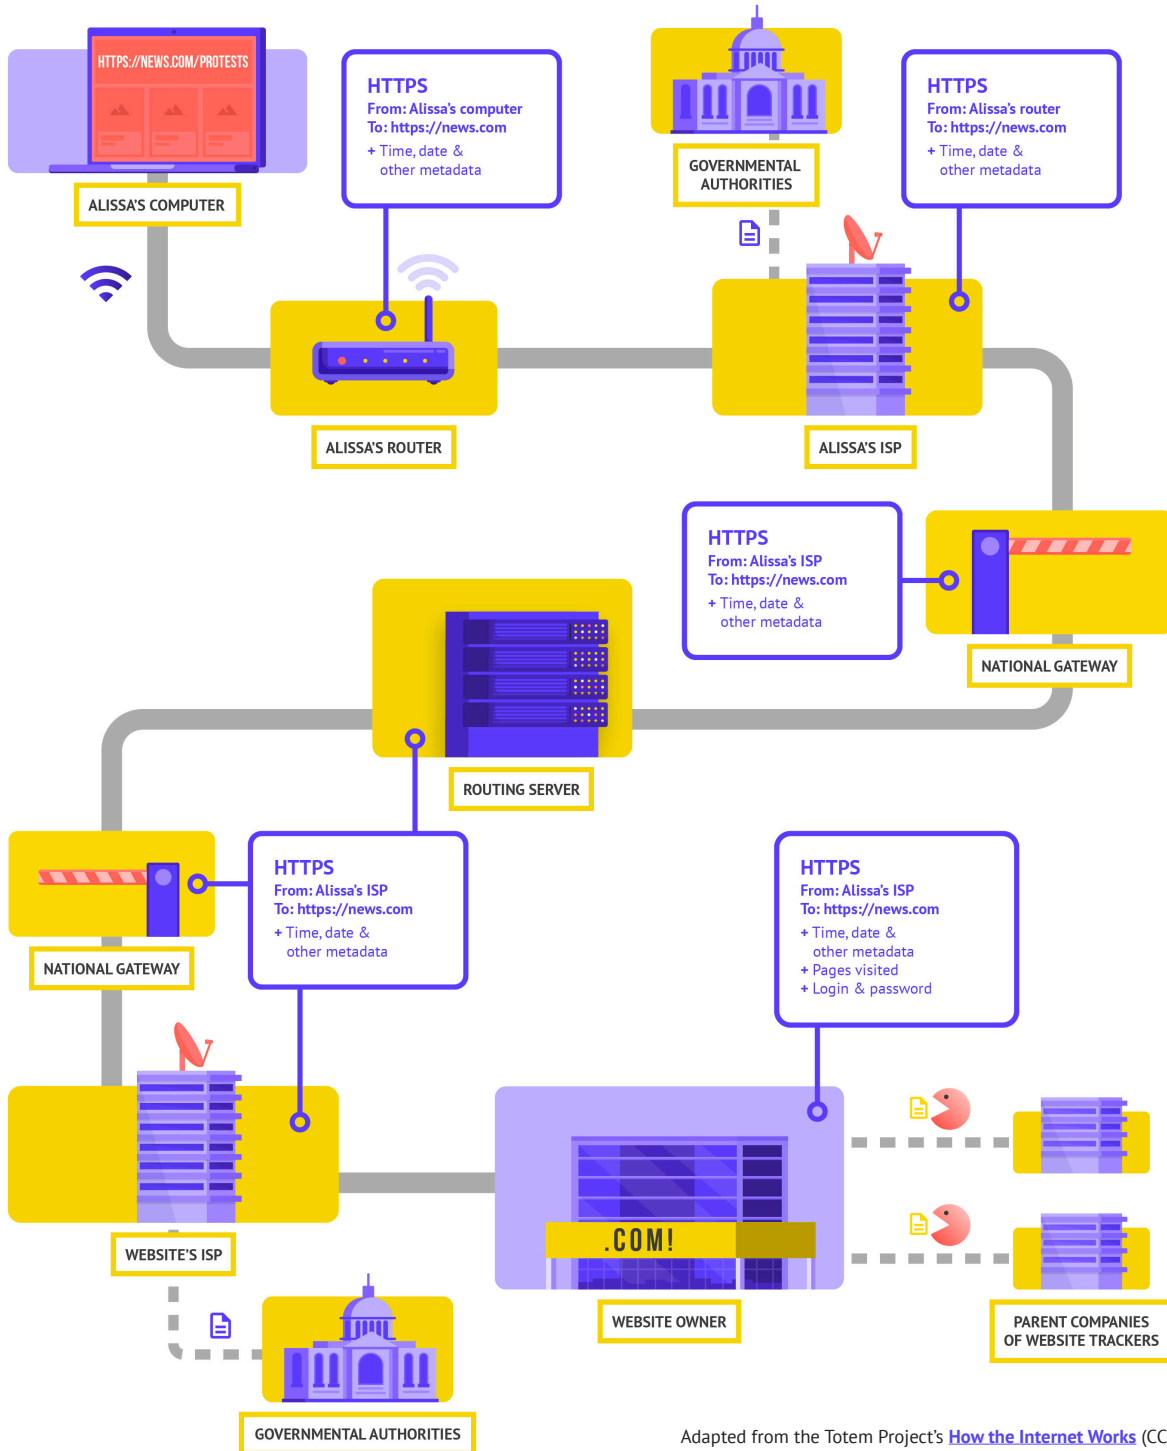 HTTPS://NEWS.COM/PROTESTS
ALISSA'S COMPUTER
HTTPS
From: Alissa's computer
To: https://news.com
+ Time, date &
other metadata
GOVERNMENTAL
AUTHORITIES
HTTPS
From: Alissa's router
To: https://news.com
+ Time, date &
other metadata
ALISSA'S ROUTER
ALISSA'S ISP
HTTPS
From: Alissa's ISP
To: https://news.com
+ Time, date &
other metadata
NATIONAL GATEWAY
ROUTING SERVER
HTTPS
From: Alissa's ISP
To: https://news.com
+ Time, date &
other metadata
NATIONAL GATEWAY
HTTPS
From: Alissa's ISP
To: https://news.com
+ Time, date &
other metadata
+ Pages visited
+ Login & password
WEBSITE'S ISP
.COM!
WEBSITE OWNER
PARENT COMPANIES
OF WEBSITE TRACKERS
GOVERNMENTAL AUTHORITIES
Adapted from the Totem Project's How the Internet Works (CC